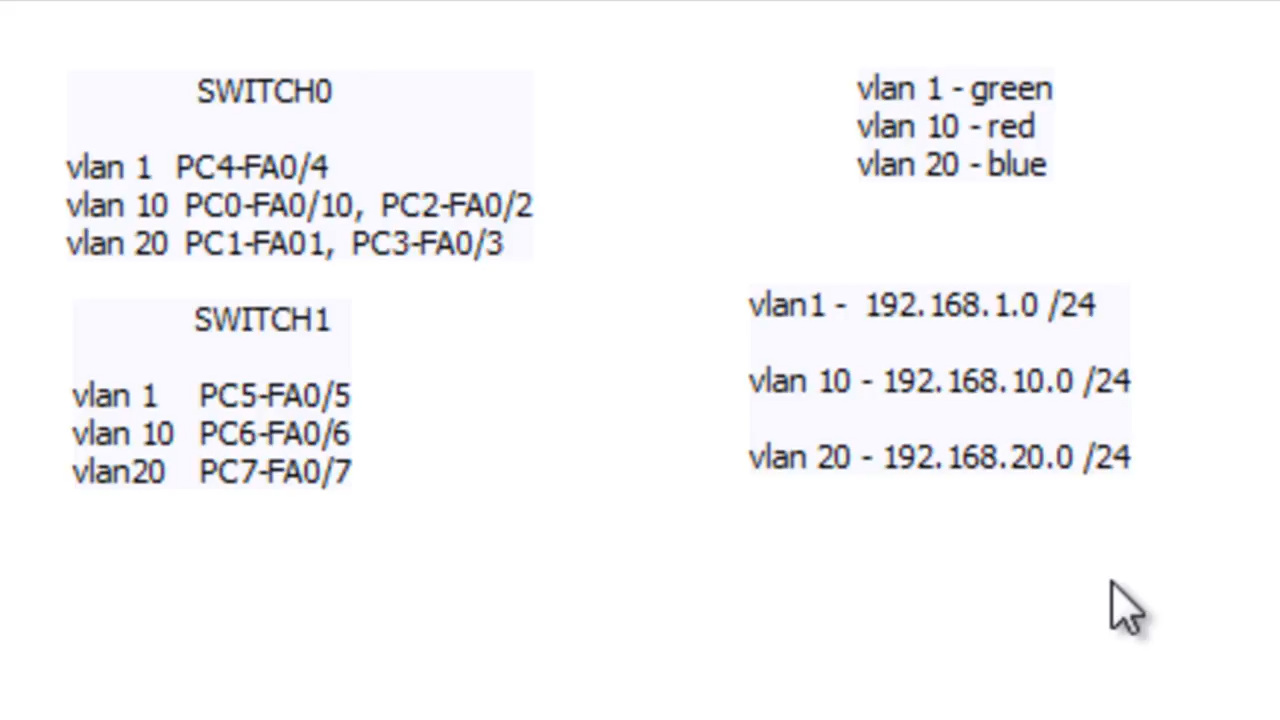 SWITCH0
vlan 1 PC4-FA0/4
vlan 10 PC0-FA0/10, PC2-FA0/2
vlan 20 PC1-FA01, PC3-FA0/3
SWITCH1
vlan 1 PC5-FA0/5
vlan 10 PC6-FA0/6
vlan20 PC7-FA0/7
vlan 1 - green
vlan 10 - red
vlan 20 - blue
vlan1 - 192.168.1.0 /24
vlan 10 - 192.168.10.0 /24
vlan 20 - 192.168.20.0 /24